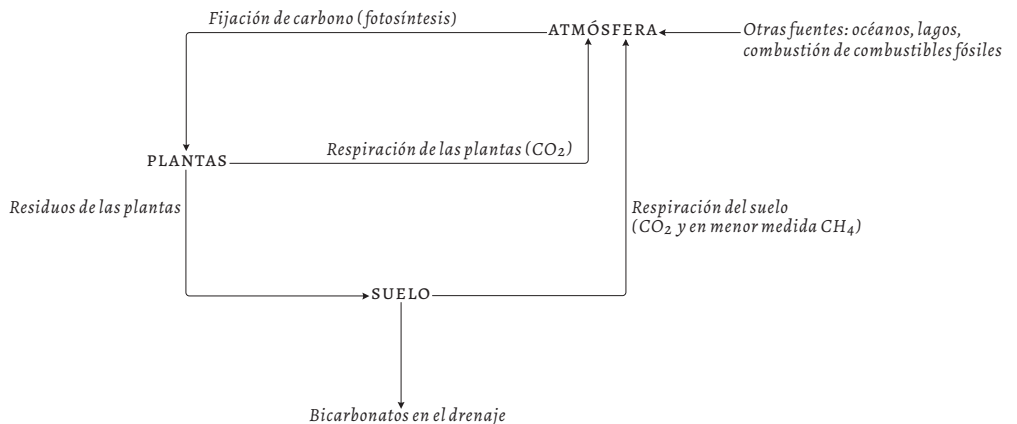 Fijación de carbono (fotosíntesis)
ATMÓSFERA
Otras fuentes: océanos, lagos,
combustión de combustibles fósiles
PLANTAS
Respiración de las plantas (CO2)
Residuos de las plantas
Respiración del suelo
(CO2 y en menor medida CH4)
SUELO
Bicarbonatos en el drenaje